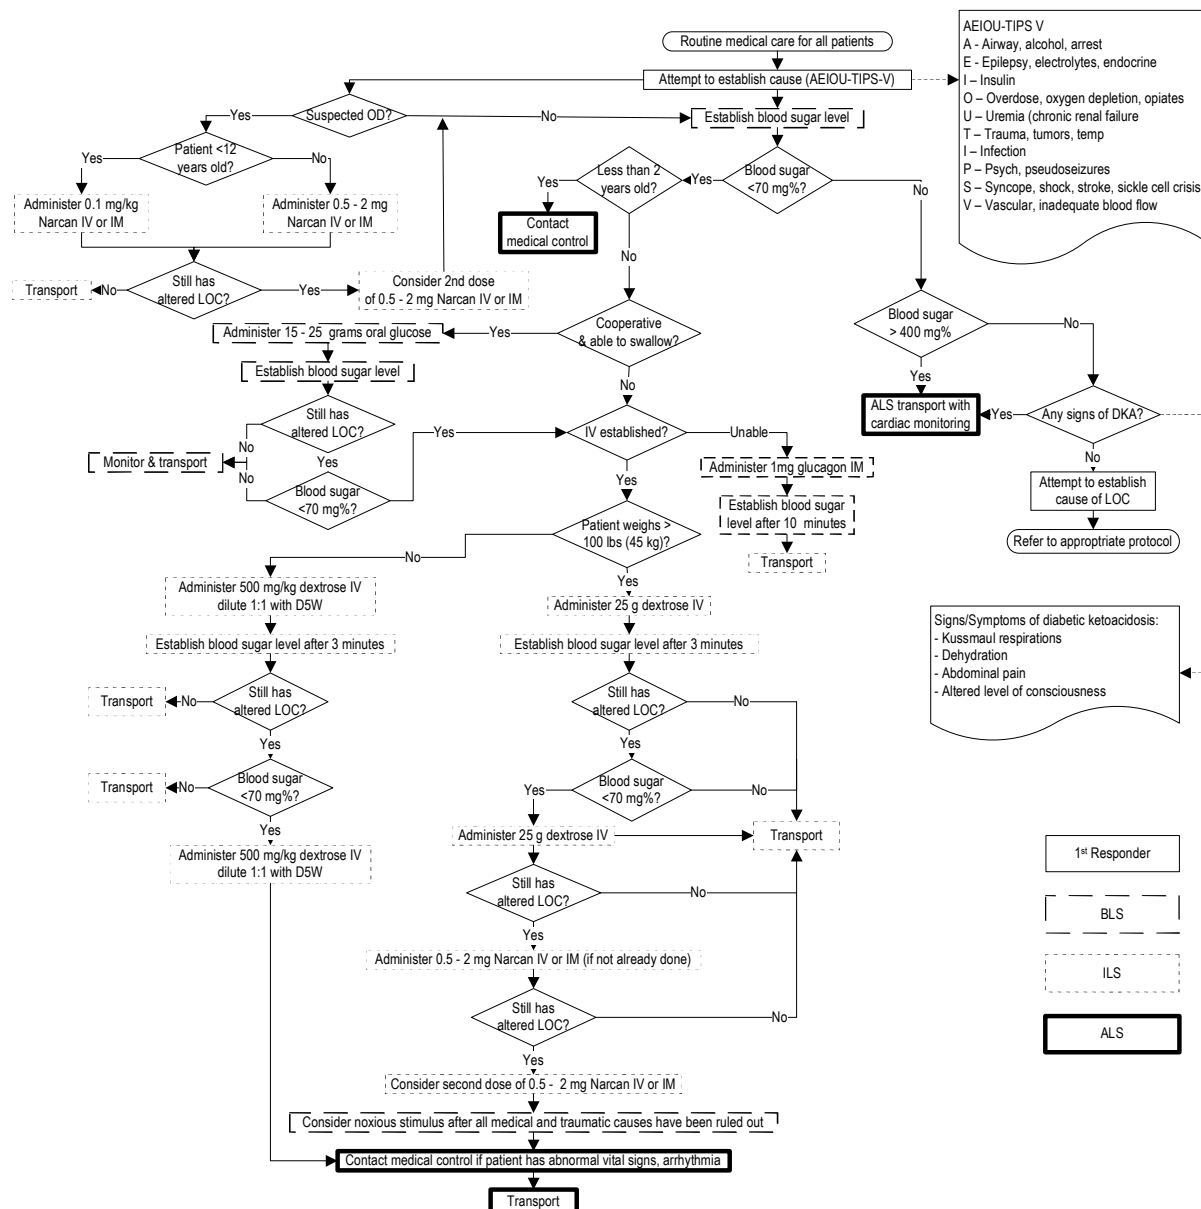 Routine medical care for all patients
Attempt to establish cause (AEIOU-TIPS-V)
AEIOU-TIPS V
A - Airway, alcohol, arrest
E - Epilepsy, electrolytes, endocrine
I – Insulin
O – Overdose, oxygen depletion, opiates
U – Uremia (chronic renal failure
T – Trauma, tumors, temp
I – Infection
P – Psych, pseudoseizures
S – Syncope, shock, stroke, sickle cell crisis
V – Vascular, inadequate blood flow
Suspected OD?
Yes
No
Establish blood sugar level
Patient <12
years old?
Yes
No
Administer 0.1 mg/kg
Narcan IV or IM
Administer 0.5 - 2 mg
Narcan IV or IM
Still has
altered LOC?
No
Transport
Yes
Consider 2nd dose
of 0.5 - 2 mg Narcan IV or IM
Blood sugar
<70 mg%?
Yes
No
Less than 2
years old?
Yes
Contact
medical control
No
Blood sugar
> 400 mg%
No
Yes
ALS transport with
cardiac monitoring
Yes
Any signs of DKA?
No
Attempt to establish
cause of LOC
Refer to approptriate protocol
Cooperative
& able to swallow?
Yes
Administer 15 - 25 grams oral glucose
Establish blood sugar level
Still has
altered LOC?
No
Yes
Monitor & transport
No
Blood sugar
<70 mg%?
Yes
No
IV established?
Unable
Administer 1mg glucagon IM
Establish blood sugar
level after 10 minutes
Transport
Yes
Patient weighs >
100 lbs (45 kg)?
No
Yes
Administer 500 mg/kg dextrose IV
dilute 1:1 with D5W
Establish blood sugar level after 3 minutes
Still has
altered LOC?
No
Transport
Yes
Blood sugar
<70 mg%?
No
Transport
Yes
Administer 500 mg/kg dextrose IV
dilute 1:1 with D5W
Administer 25 g dextrose IV
Establish blood sugar level after 3 minutes
Still has
altered LOC?
No
Yes
Blood sugar
<70 mg%?
No
Yes
Administer 25 g dextrose IV
Transport
Still has
altered LOC?
No
Yes
Administer 0.5 - 2 mg Narcan IV or IM (if not already done)
Still has
altered LOC?
No
Yes
Consider second dose of 0.5 - 2 mg Narcan IV or IM
Consider noxious stimulus after all medical and traumatic causes have been ruled out
Contact medical control if patient has abnormal vital signs, arrhythmia
Transport
Signs/Symptoms of diabetic ketoacidosis:
- Kussmaul respirations
- Dehydration
- Abdominal pain
- Altered level of consciousness
1st Responder
BLS
ILS
ALS